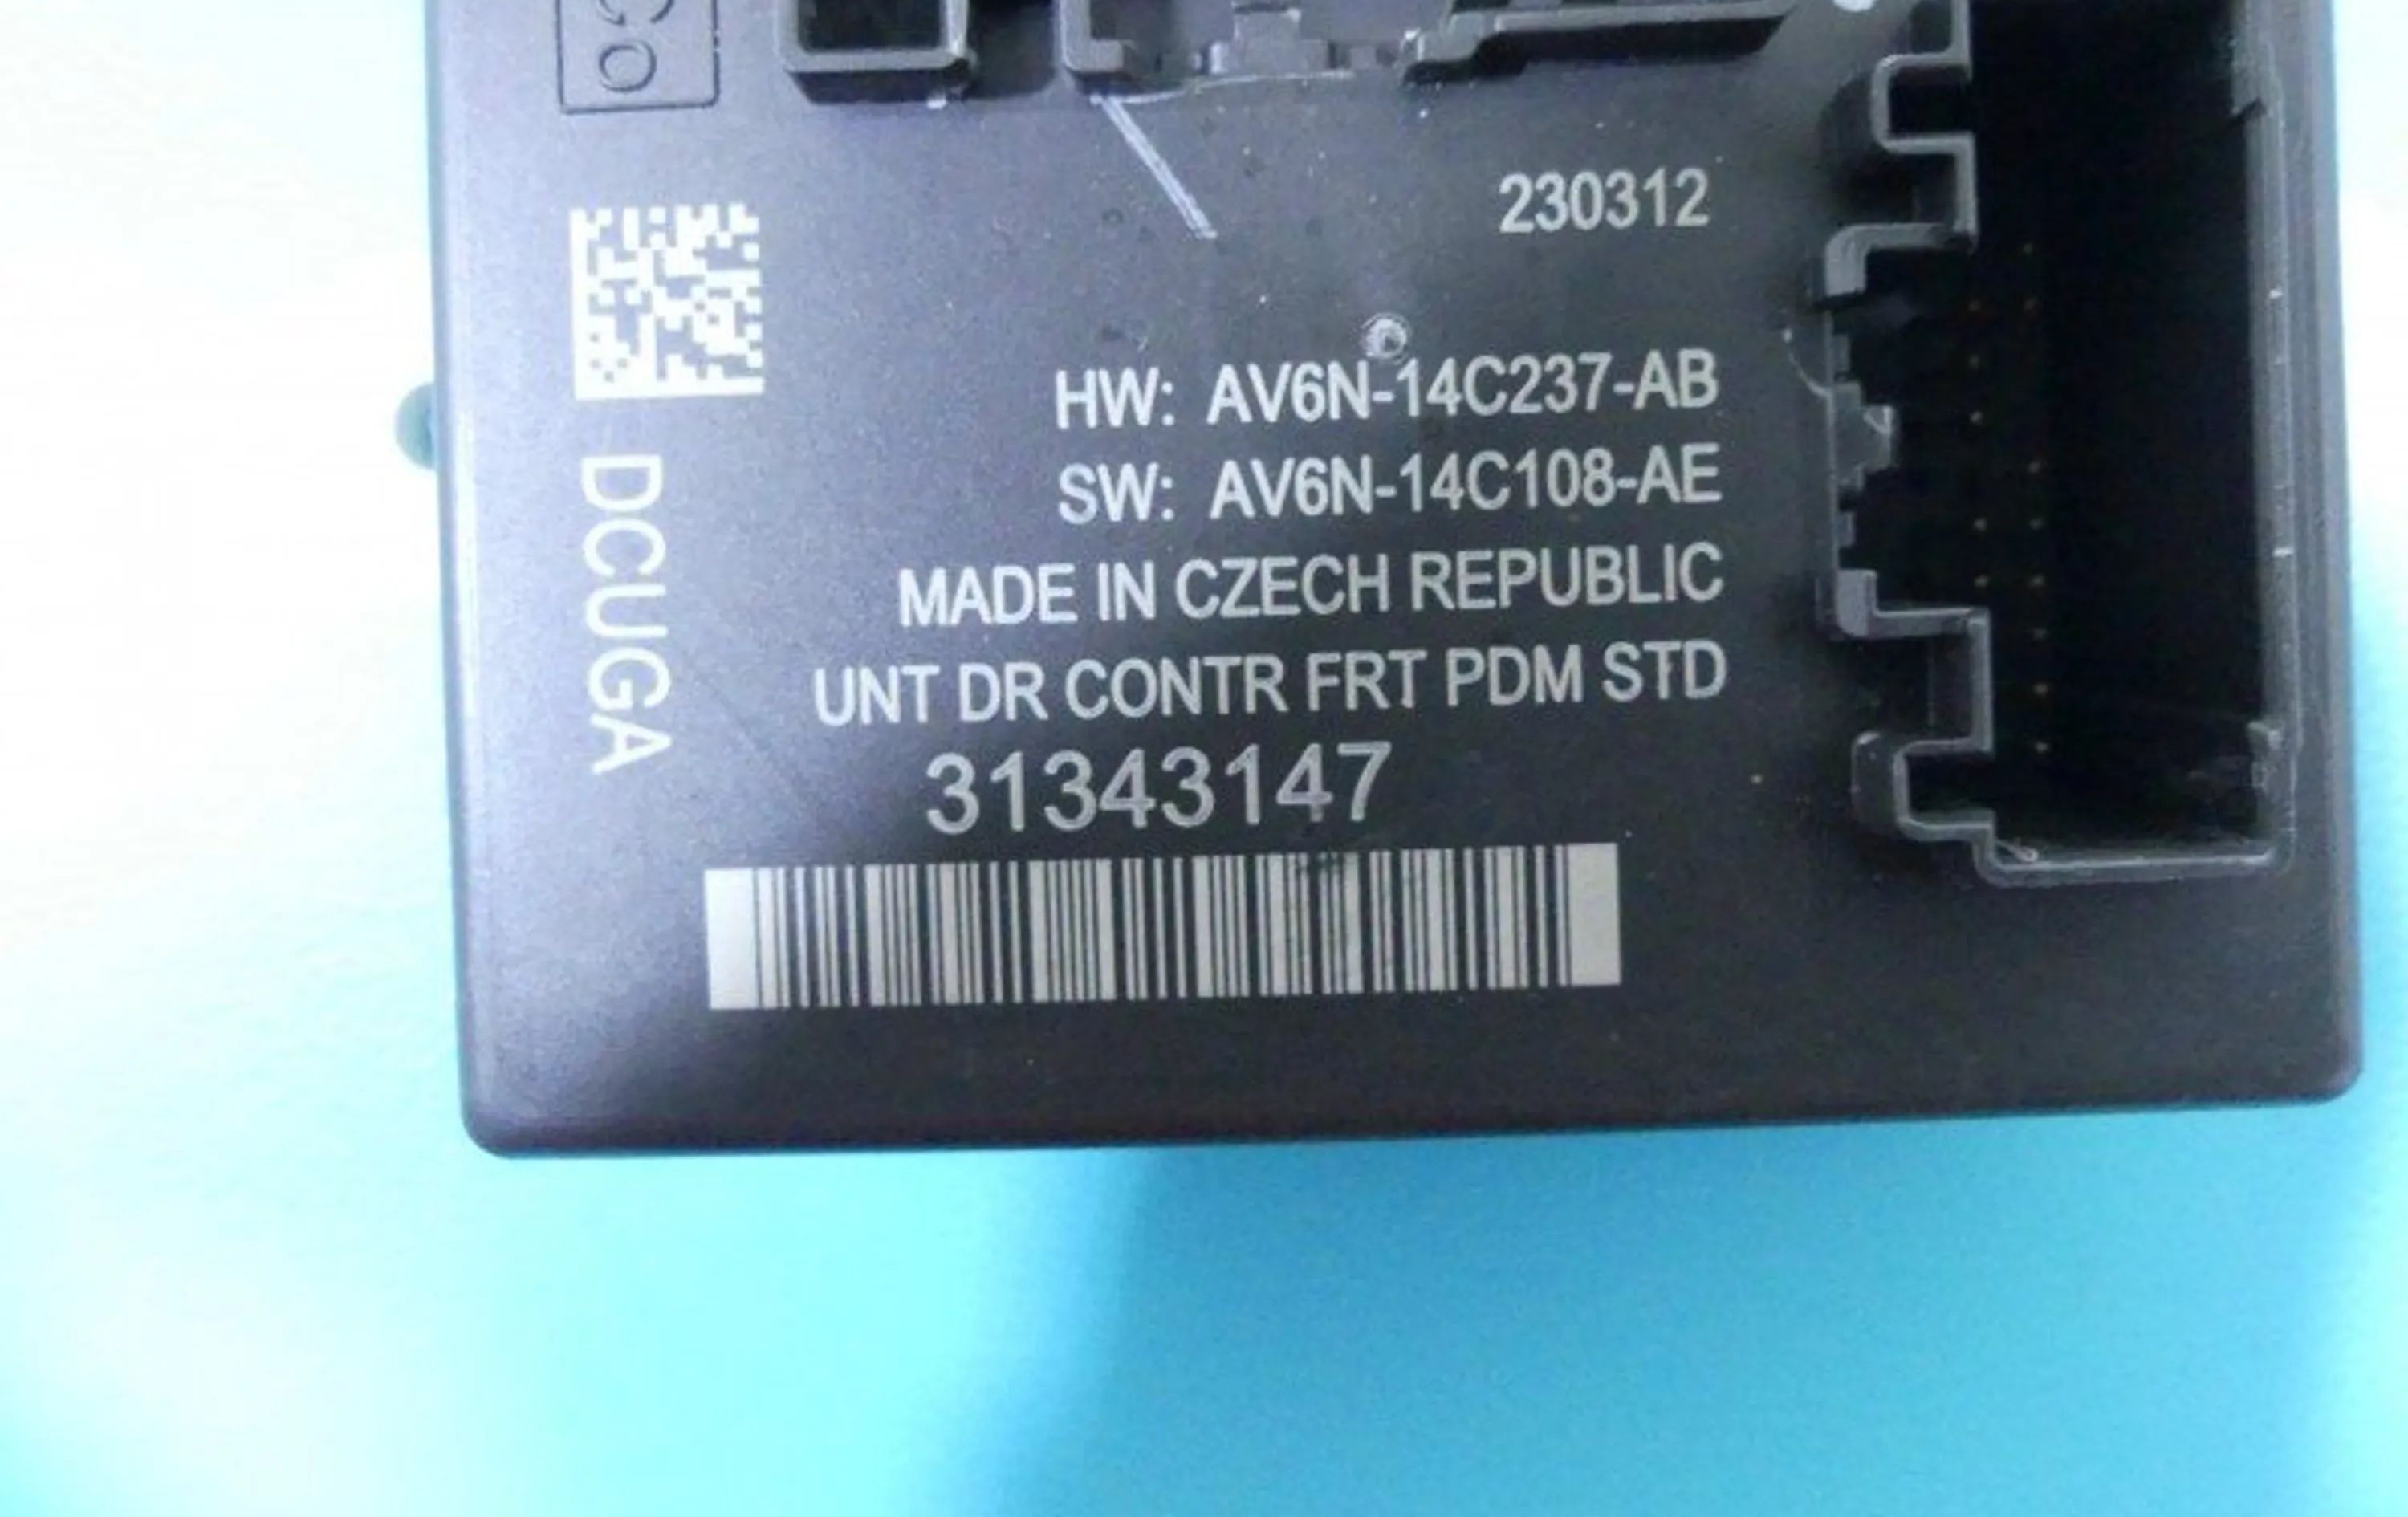 230312
HW: AV6N-14C237-AB
SW: AV6N-14C108-AE
MADE IN CZECH REPUBLIC
UNT DR CONTR FRT PDM STD
31343147
DCUGA